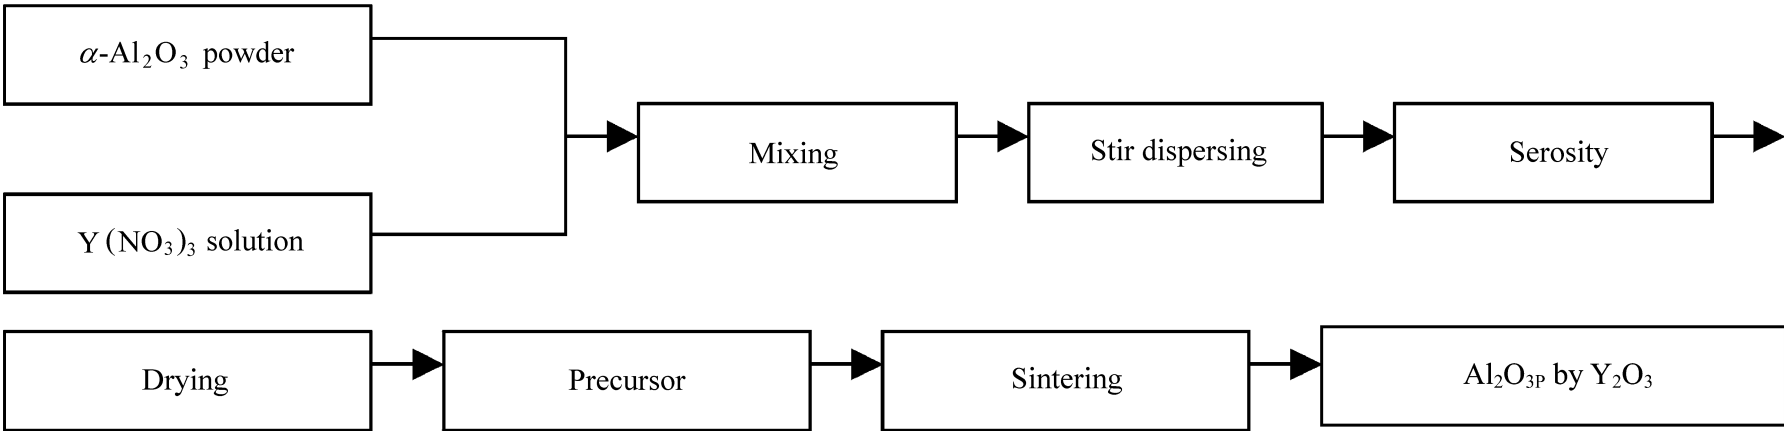 α-Al₂O₃ powder
Y(NO₃)₃ solution
Mixing
Stir dispersing
Serosity
Drying
Precursor
Sintering
Al₂O₃P by Y₂O₃